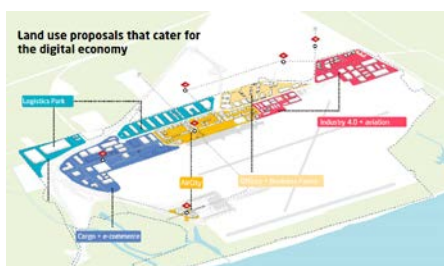 Land use proposals that cater for
the digital economy
Logistics Park
Industry 4.0 + aviation
AirCity
Offices + Business Parks
Cargo + e-commerce